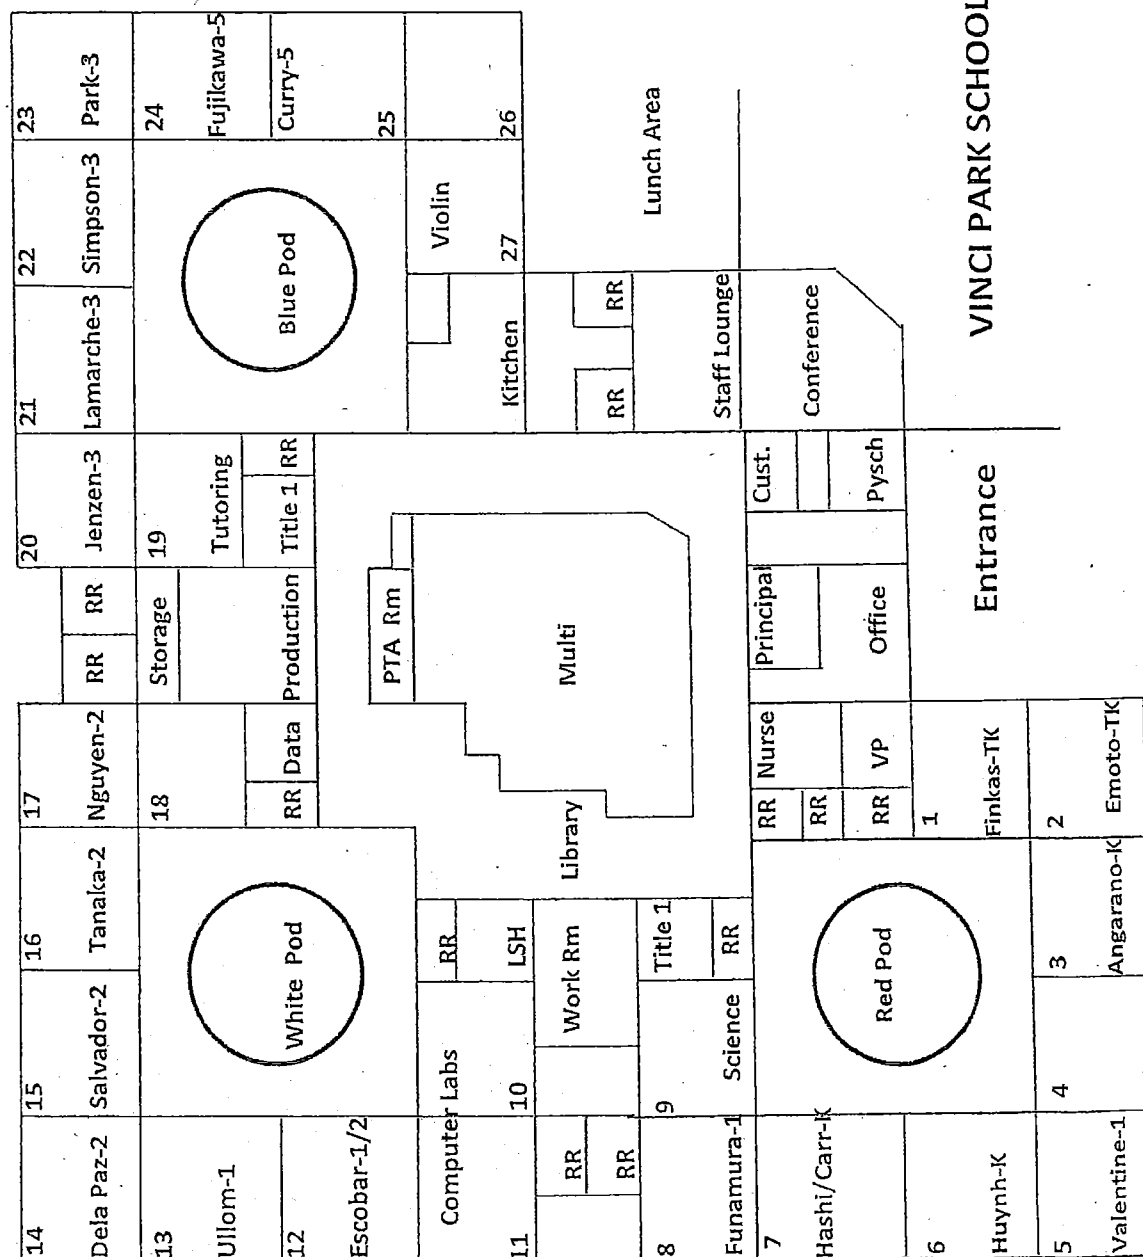 14
Dela Paz-2
15
Salvador-2
16
Tanaka-2
17
Nguyen-2
RR
RR
20
Jenzen-3
21
Lamarche-3
22
Simpson-3
23
Park-3
13
Ullom-1
12
Escobar-1/2
White Pod
18
RR
Data
Storage
Production
19
Tutoring
Title 1
RR
Blue Pod
24
Fujikawa-5
Curry-5
25
Computer Labs
11
10
RR
LSH
Library
PTA Rm
Multi
Kitchen
Violin
27
26
RR
RR
Work Rm
RR
RR
Lunch Area
8
Funamura-1
9
Science
Title 1
RR
Staff Lounge
7
Hashi/Carr-K
6
Huynh-K
Red Pod
RR
RR
RR
Nurse
VP
Principal
Office
Cust.
Pysch
Conference
5
Valentine-1
4
3
Angarano-K
1
Finkas-TK
2
Emoto-TK
Entrance
VINCI PARK SCHOOL